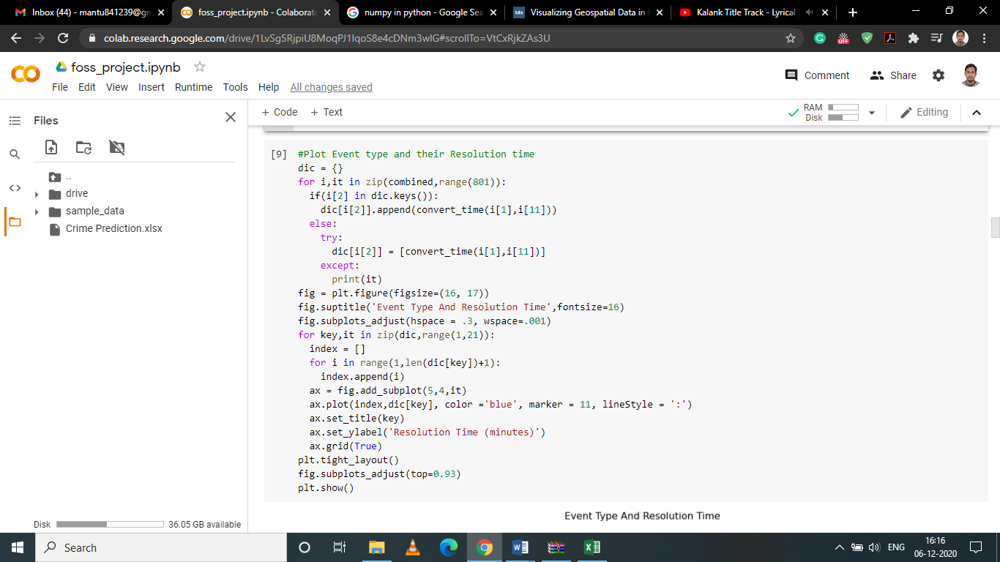 Inbox (44) - mantu841239@gm
foss_project.ipynb - Colaborato
numpy in python - Google Sea
tds Visualizing Geospatial Data in
Kalank Title Track - Lyrical
colab.research.google.com/drive/1LvSg5RjpiU8MoqPJ1IqoS8e4cDNm3wIG#scrollTo=VtCxRjkZAs3U
OFF
foss_project.ipynb
Comment
Share
File Edit View Insert Runtime Tools Help All changes saved
Files
+ Code + Text
RAM
Disk
Editing
..
drive
sample_data
Crime Prediction.xlsx
[9] #Plot Event type and their Resolution time
dic = {}
for i,it in zip(combined,range(801)):
  if(i[2] in dic.keys()):
    dic[i[2]].append(convert_time(i[1],i[11]))
  else:
    try:
      dic[i[2]] = [convert_time(i[1],i[11])]
    except:
      print(it)
fig = plt.figure(figsize=(16, 17))
fig.suptitle('Event Type And Resolution Time',fontsize=16)
fig.subplots_adjust(hspace = .3, wspace=.001)
for key,it in zip(dic,range(1,21)):
  index = []
  for i in range(1,len(dic[key])+1):
    index.append(i)
  ax = fig.add_subplot(5,4,it)
  ax.plot(index,dic[key], color ='blue', marker = 11, lineStyle = ':')
  ax.set_title(key)
  ax.set_ylabel('Resolution Time (minutes)')
  ax.grid(True)
plt.tight_layout()
fig.subplots_adjust(top=0.93)
plt.show()
Event Type And Resolution Time
Disk 36.05 GB available
Search
ENG
16:16
06-12-2020